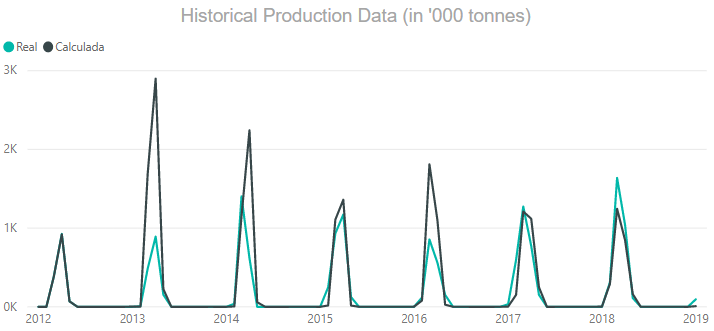 Historical Production Data (in '000 tonnes)
Real Calculada
3K
2K
1K
0K
2012 2013 2014 2015 2016 2017 2018 2019